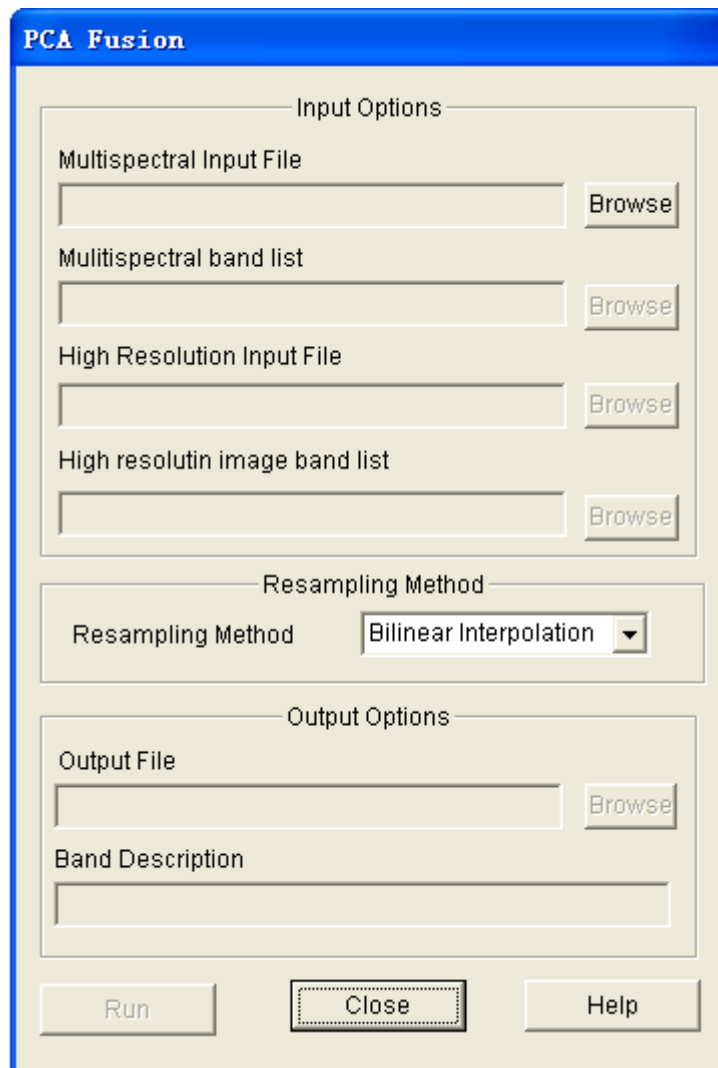 PCA Fusion
Input Options
Multispectral Input File
Browse
Mulitispectral band list
Browse
High Resolution Input File
Browse
High resolutin image band list
Browse
Resampling Method
Resampling Method Bilinear Interpolation
Output Options
Output File
Browse
Band Description
Run Close Help